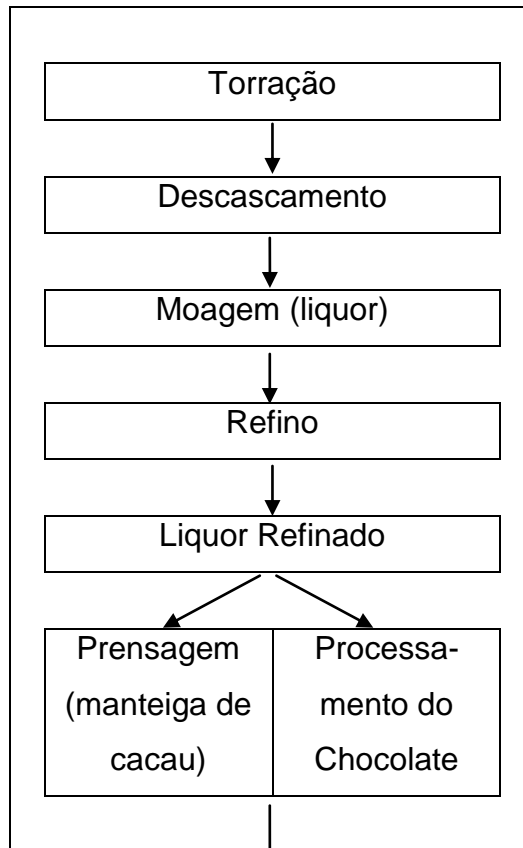 Torração
Descascamento
Moagem (liquor)
Refino
Liquor Refinado
Prensagem
(manteiga de
cacau)
Processa-
mento do
Chocolate